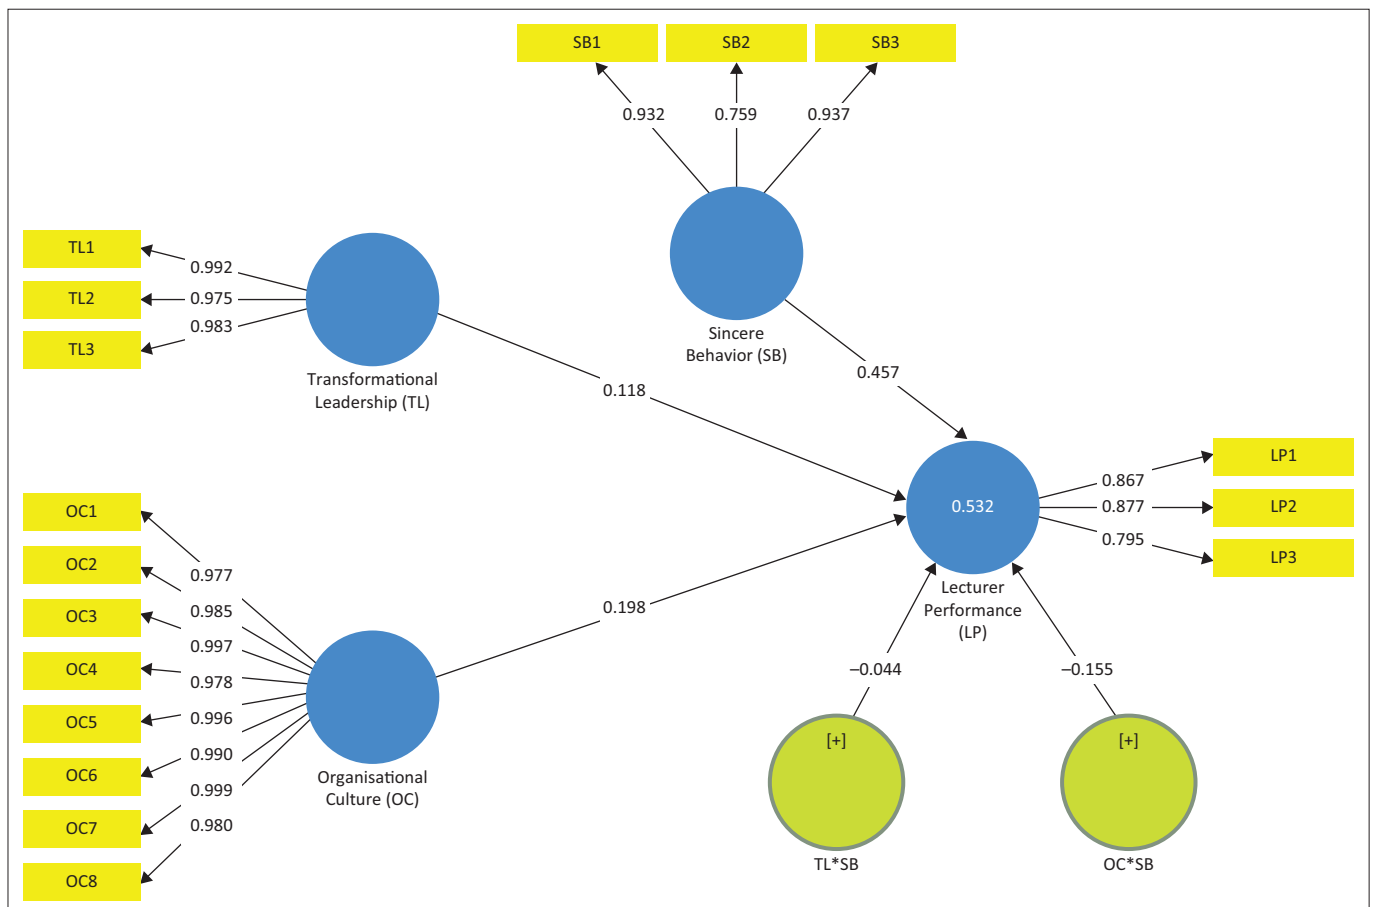 SB1
SB2
SB3
0.932
0.759
0.937
Sincere
Behavior (SB)
TL1
TL2
TL3
0.992
0.975
0.983
Transformational
Leadership (TL)
0.118
0.457
OC1
OC2
OC3
OC4
OC5
OC6
OC7
OC8
0.977
0.985
0.997
0.978
0.996
0.990
0.999
0.980
Organisational
Culture (OC)
0.198
0.532
Lecturer
Performance
(LP)
0.867
0.877
0.795
LP1
LP2
LP3
–0.044
–0.155
[+]
TL*SB
[+]
OC*SB